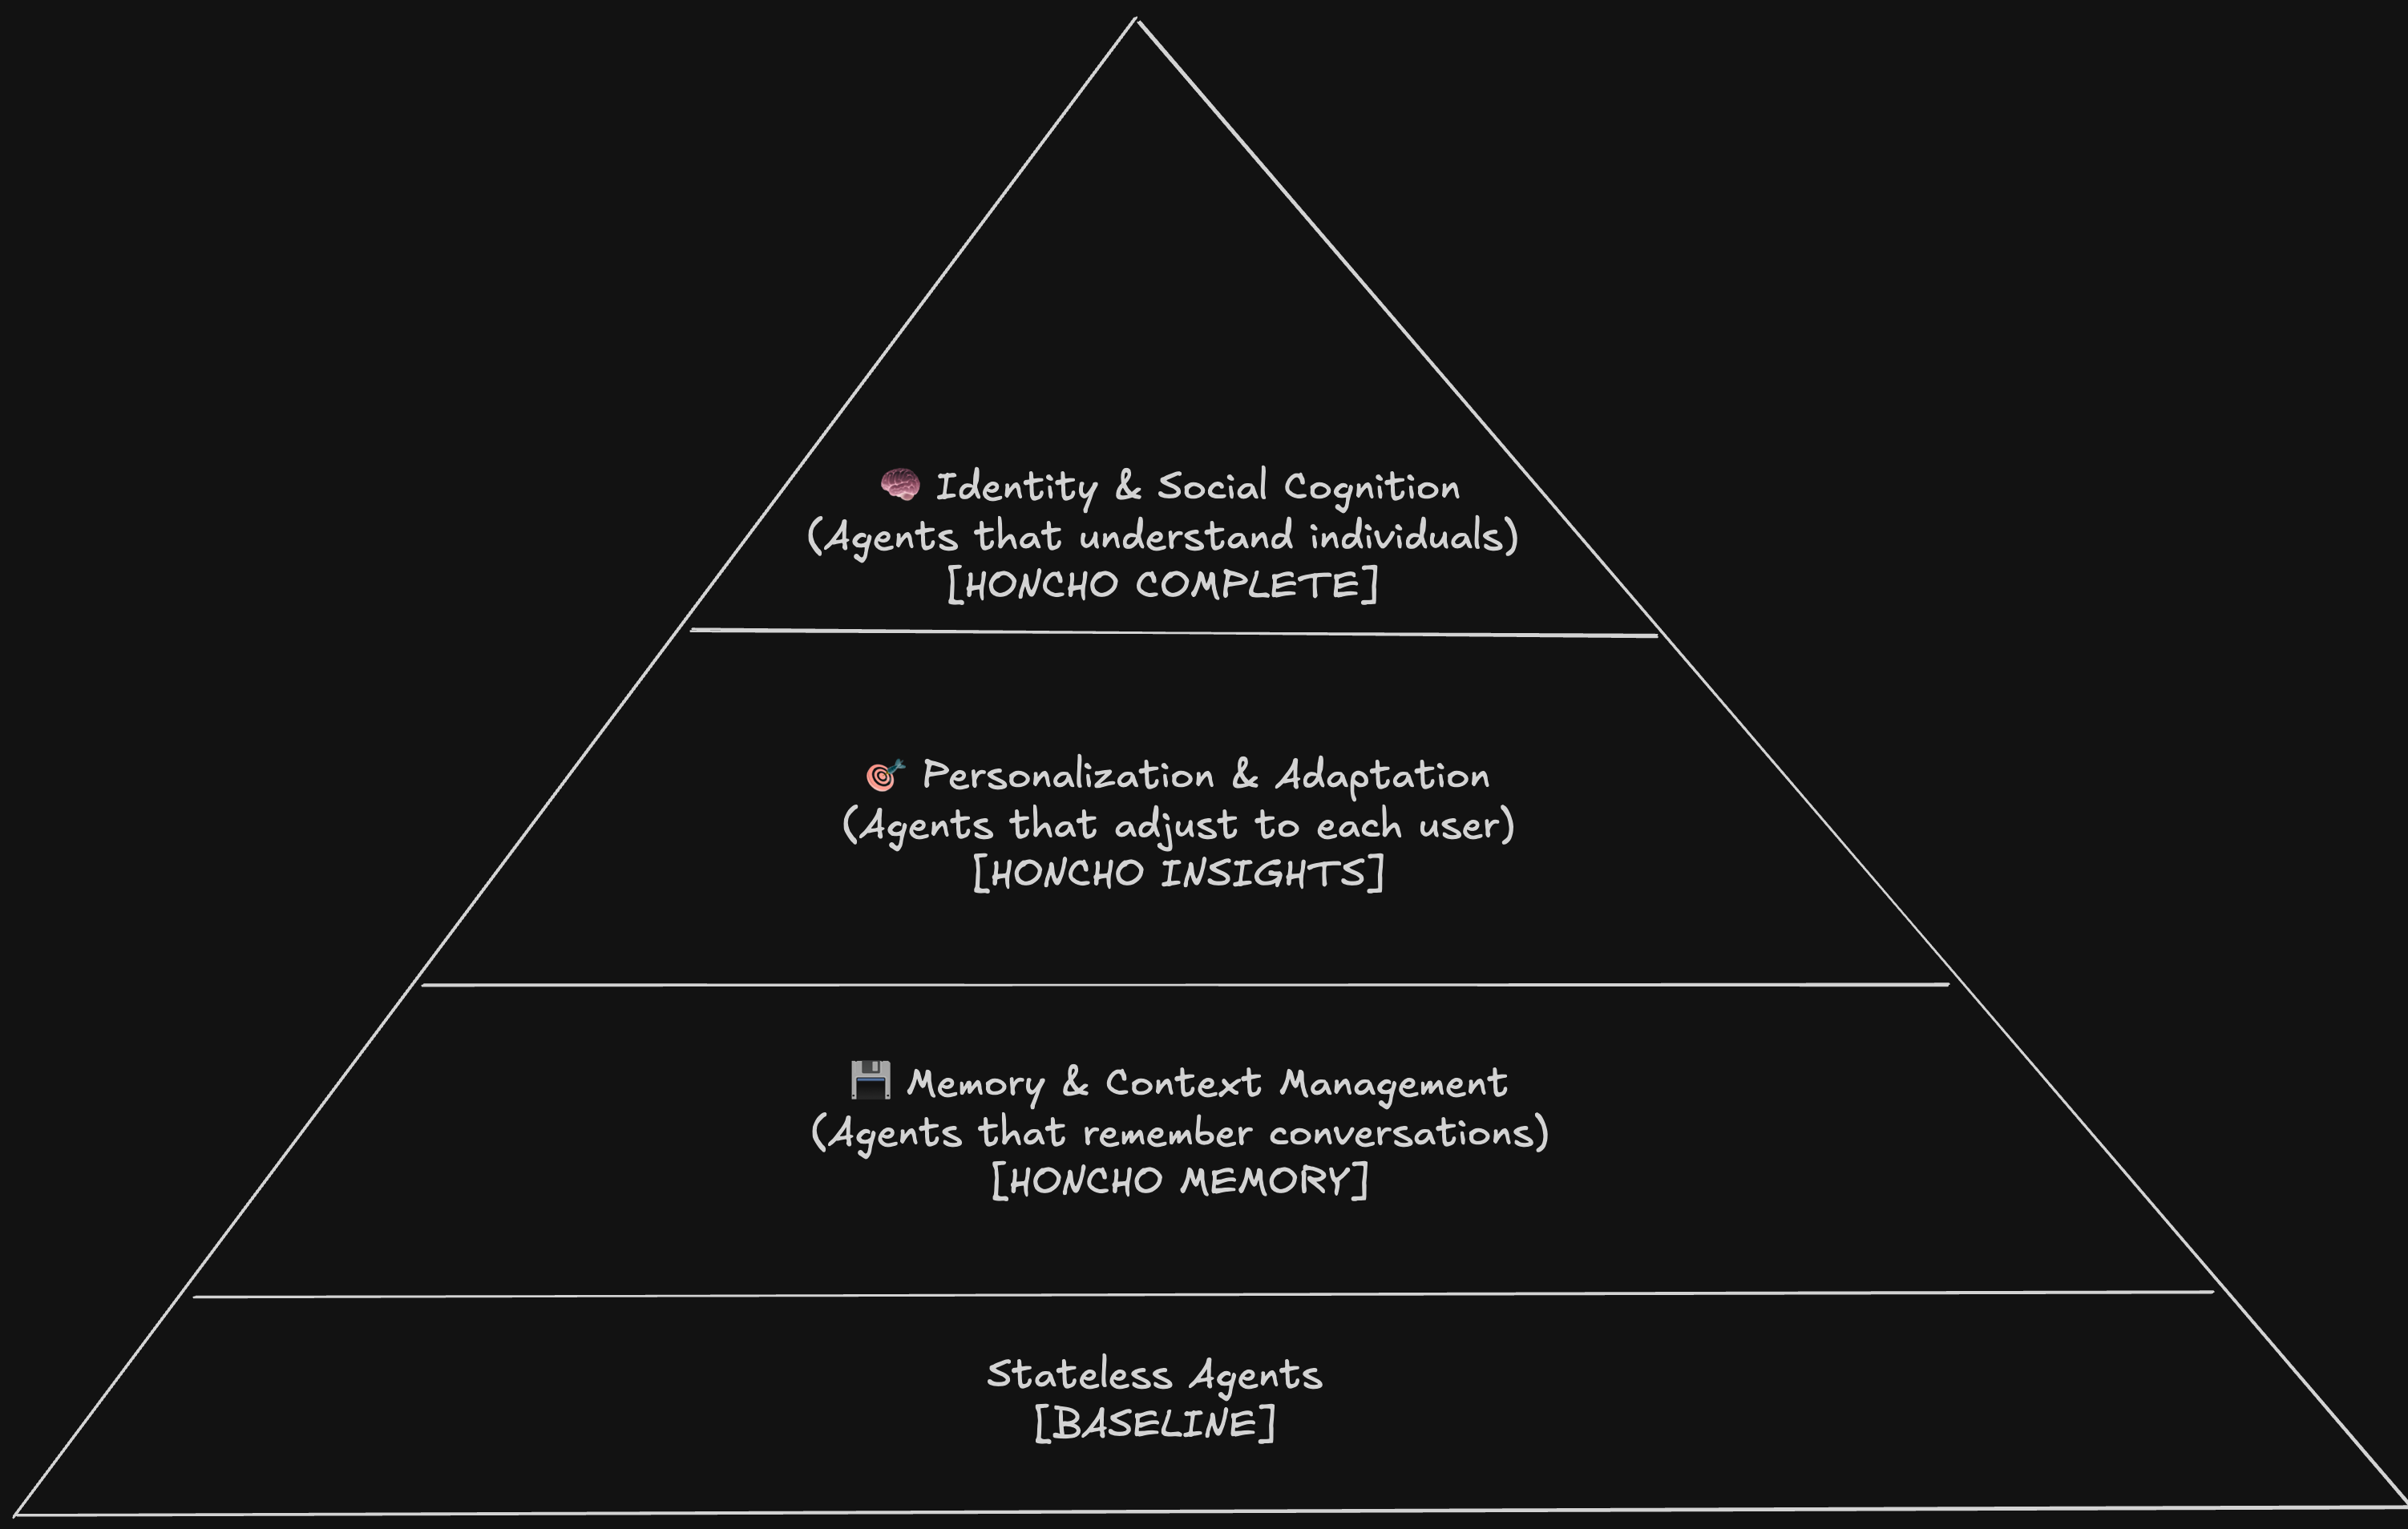 🧠 Identity & Social Cognition
(Agents that understand individuals)
[HONCHO COMPLETE]
🎯 Personalization & Adaptation
(Agents that adjust to each user)
[HONCHO INSIGHTS]
💾 Memory & Context Management
(Agents that remember conversations)
[HONCHO MEMORY]
Stateless Agents
[BASELINE]